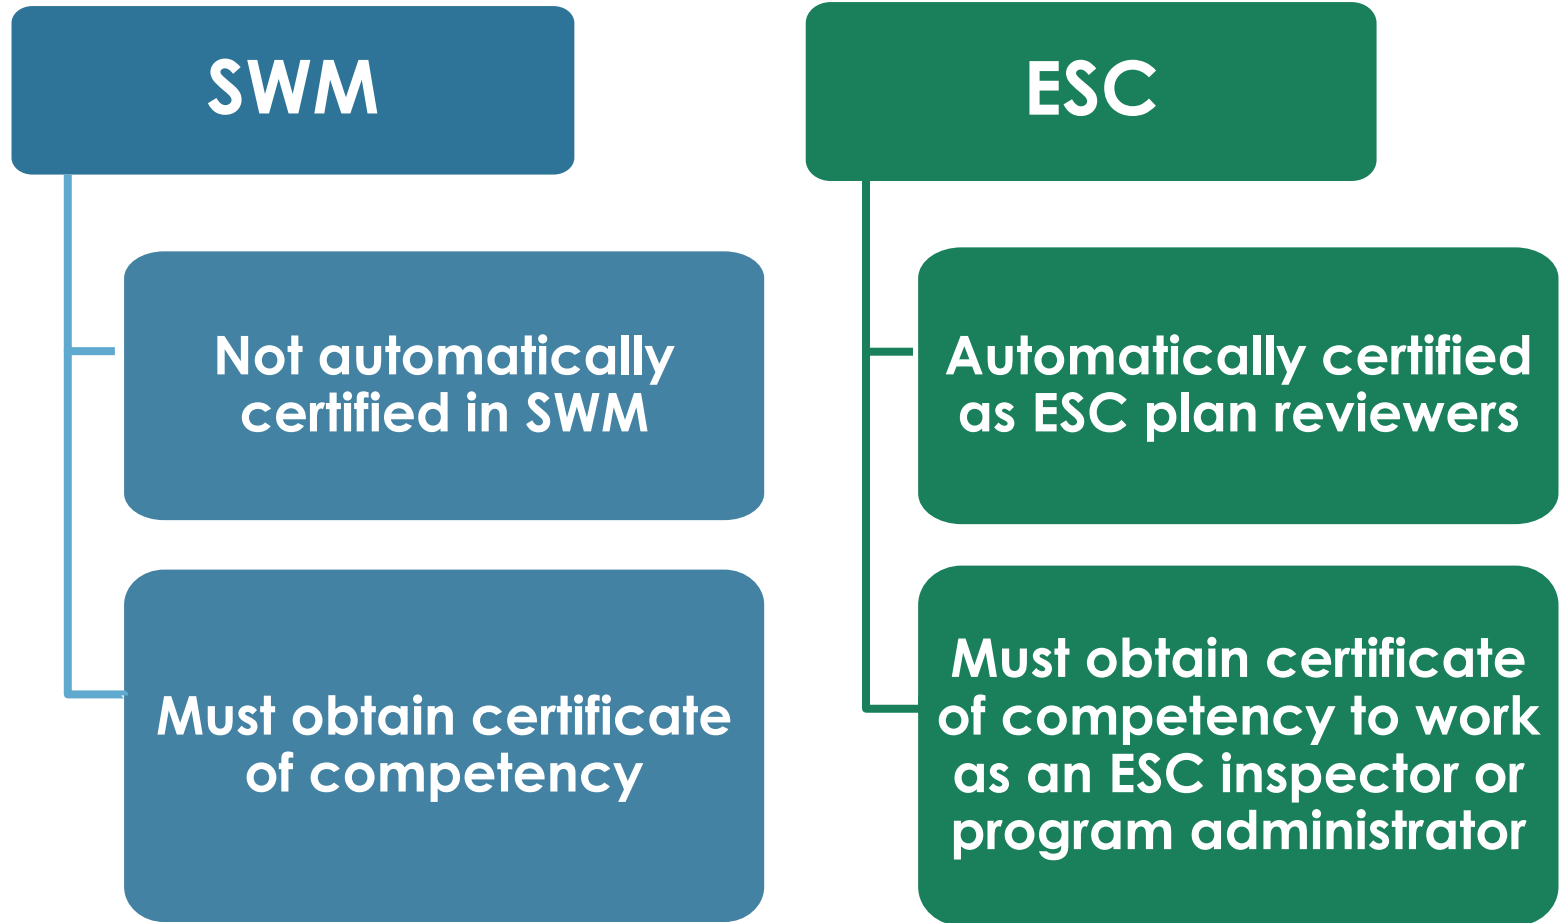 SWM
Not automatically
certified in SWM
Must obtain certificate
of competency
ESC
Automatically certified
as ESC plan reviewers
Must obtain certificate
of competency to work
as an ESC inspector or
program administrator